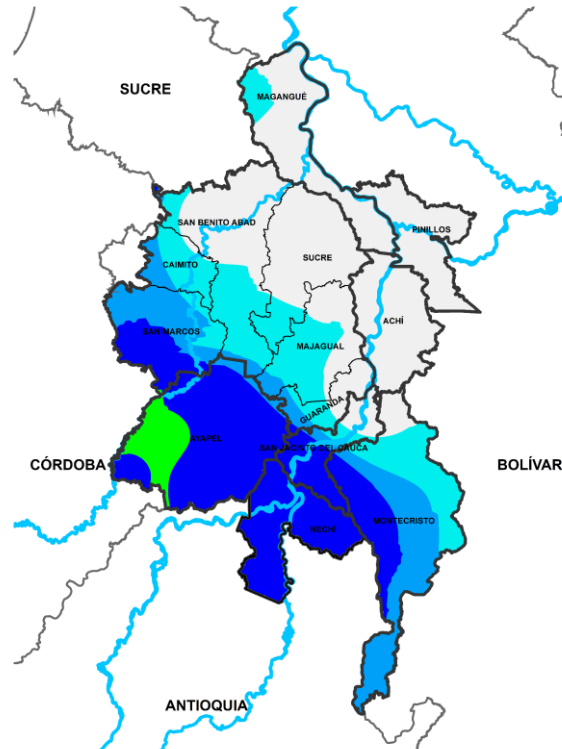 SUCRE
MAGANGUÉ
SAN BENITO ABAD
PINILLOS
SUCRE
CAIMITO
ACHÍ
SAN MARCOS
MAJAGUAL
GUARANDA
AYAPEL
SAN JACINTO DEL CAUCA
CÓRDOBA
BOLÍVAR
MONTECRISTO
NECHÍ
ANTIOQUIA